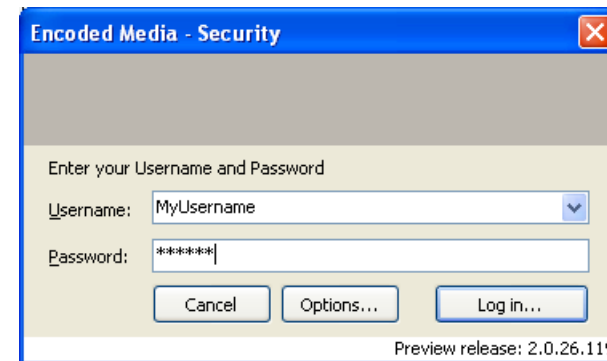 Encoded Media - Security
Enter your Username and Password
Username: MyUsername
Password: ******
Cancel Options... Log in...
Preview release: 2.0.26.11